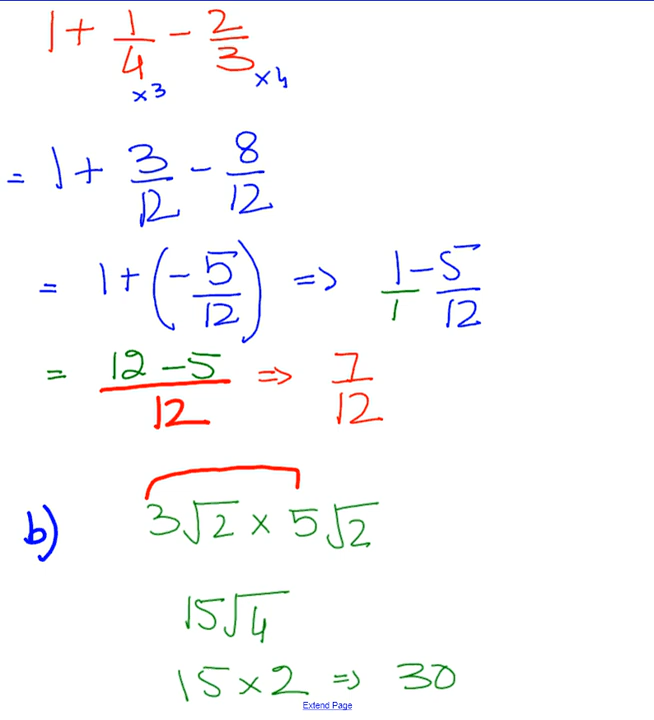 1 + 1/4 - 2/3
×3 ×4
= 1 + 3/12 - 8/12
= 1 + (-5/12) => 1/1 - 5/12
= 12 - 5/12 => 7/12
b) 3√2 × 5√2
15√4
15 × 2 => 30
Extend Page